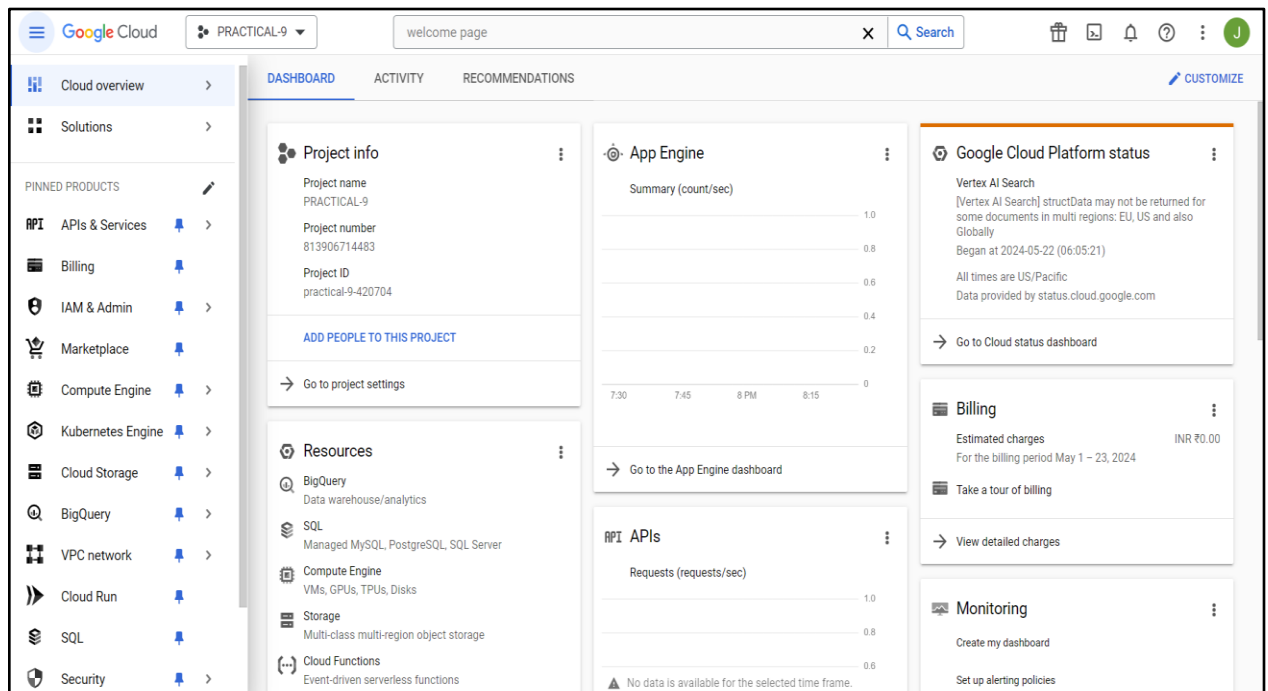 Google Cloud
PRACTICAL-9
welcome page
Search
J
Cloud overview
Solutions
PINNED PRODUCTS
API APIs & Services
Billing
IAM & Admin
Marketplace
Compute Engine
Kubernetes Engine
Cloud Storage
BigQuery
VPC network
Cloud Run
SQL
Security
DASHBOARD
ACTIVITY
RECOMMENDATIONS
CUSTOMIZE
Project info
Project name
PRACTICAL-9
Project number
813906714483
Project ID
practical-9-420704
ADD PEOPLE TO THIS PROJECT
Go to project settings
Resources
BigQuery
Data warehouse/analytics
SQL
Managed MySQL, PostgreSQL, SQL Server
Compute Engine
VMs, GPUs, TPUs, Disks
Storage
Multi-class multi-region object storage
Cloud Functions
Event-driven serverless functions
App Engine
Summary (count/sec)
1.0
0.8
0.6
0.4
0.2
0
7:30 7:45 8 PM 8:15
Go to the App Engine dashboard
API APIs
Requests (requests/sec)
1.0
0.8
0.6
No data is available for the selected time frame.
Google Cloud Platform status
Vertex AI Search
[Vertex AI Search] structData may not be returned for
some documents in multi regions: EU, US and also
Globally
Began at 2024-05-22 (06:05:21)
All times are US/Pacific
Data provided by status.cloud.google.com
Go to Cloud status dashboard
Billing
Estimated charges INR ₹0.00
For the billing period May 1 – 23, 2024
Take a tour of billing
View detailed charges
Monitoring
Create my dashboard
Set up alerting policies